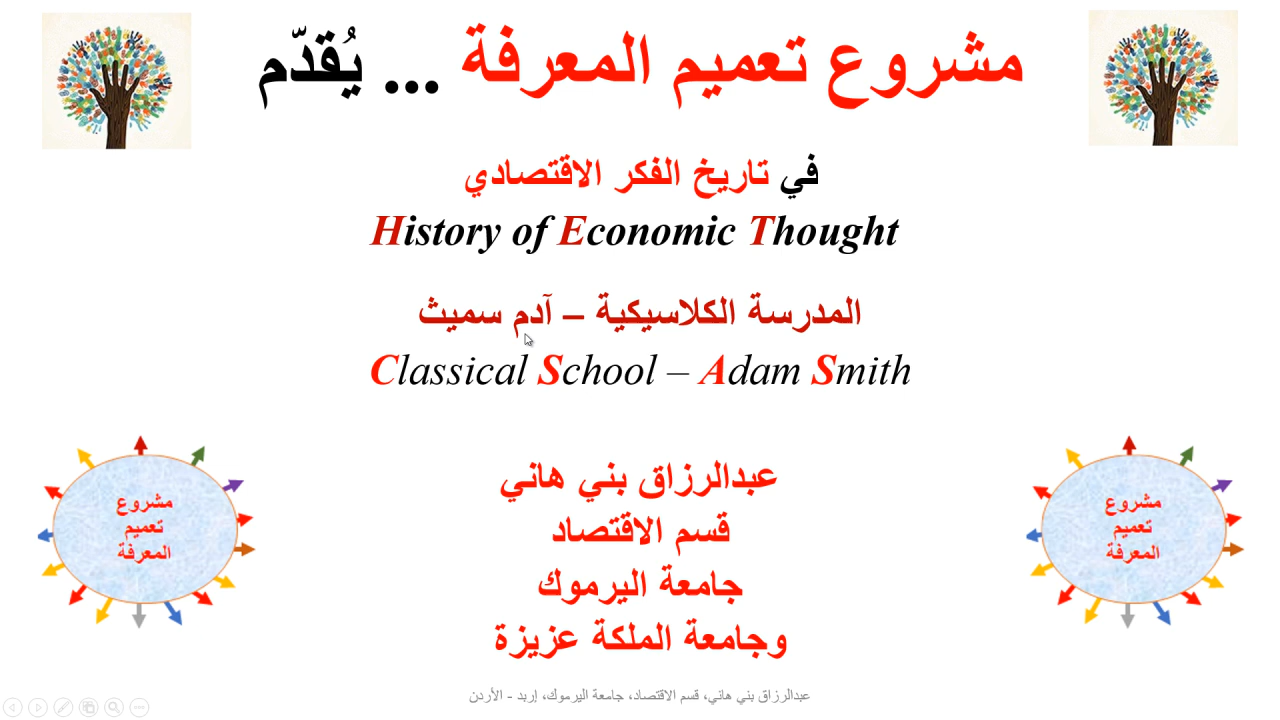 مشروع تعميم المعرفة ... يُقدّم
في تاريخ الفكر الاقتصادي
History of Economic Thought
المدرسة الكلاسيكية – آدم سميث
Classical School – Adam Smith
عبدالرزاق بني هاني
قسم الاقتصاد
جامعة اليرموك
وجامعة الملكة عزيزة
مشروع
تعميم
المعرفة
مشروع
تعميم
المعرفة
عبدالرزاق بني هاني، قسم الاقتصاد، جامعة اليرموك، إربد - الأردن